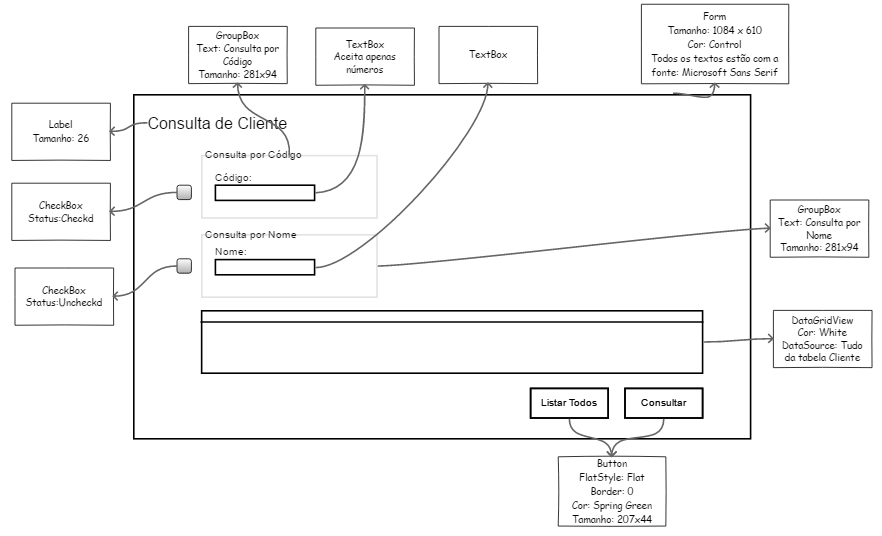 GroupBox
Text: Consulta por
Código
Tamanho: 281x94
TextBox
Aceita apenas
números
TextBox
Form
Tamanho: 1084 x 610
Cor: Control
Todos os textos estão com a
fonte: Microsoft Sans Serif
Label
Tamanho: 26
Consulta de Cliente
CheckBox
Status:Checkd
Consulta por Código
Código:
GroupBox
Text: Consulta por
Nome
Tamanho: 281x94
Consulta por Nome
Nome:
CheckBox
Status:Uncheckd
DataGridView
Cor: White
DataSource: Tudo
da tabela Cliente
Listar Todos
Consultar
Button
FlatStyle: Flat
Border: 0
Cor: Spring Green
Tamanho: 207x44